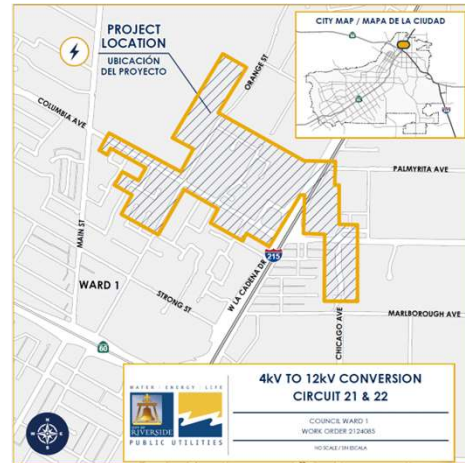 PROJECT
LOCATION
UBICACIÓN
DEL PROYECTO
CITY MAP / MAPA DE LA CIUDAD
ORANGE ST
COLUMBIA AVE
PALMYRITA AVE
MAIN ST
215
W LA CADENA DR
WARD 1
STRONG ST
MARLBOROUGH AVE
CHICAGO AVE
60
WATER · ENERGY · LIFE
CITY OF
RIVERSIDE
PUBLIC UTILITIES
4kV TO 12kV CONVERSION
CIRCUIT 21 & 22
COUNCIL WARD 1
WORK ORDER 2124085
NO SCALE / SIN ESCALA